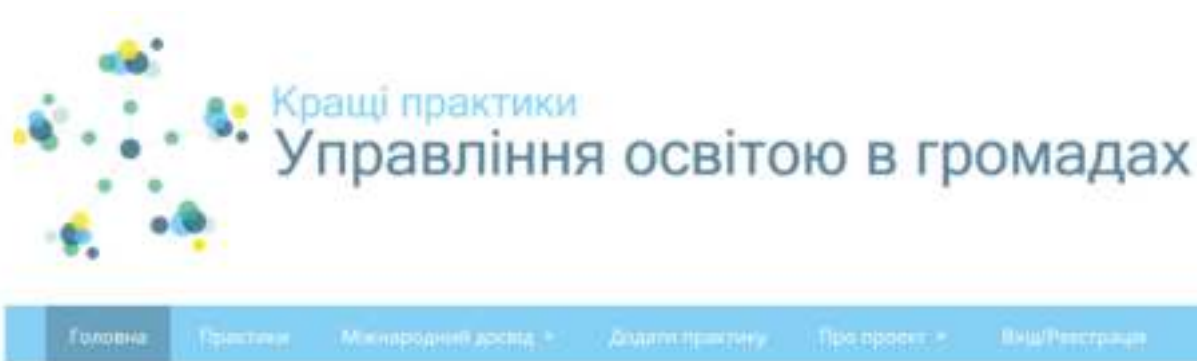 Кращі практики
Управління освітою в громадах
Головна Практики Міжнародний досвід Додати практику Про проект Вхід/Реєстрація